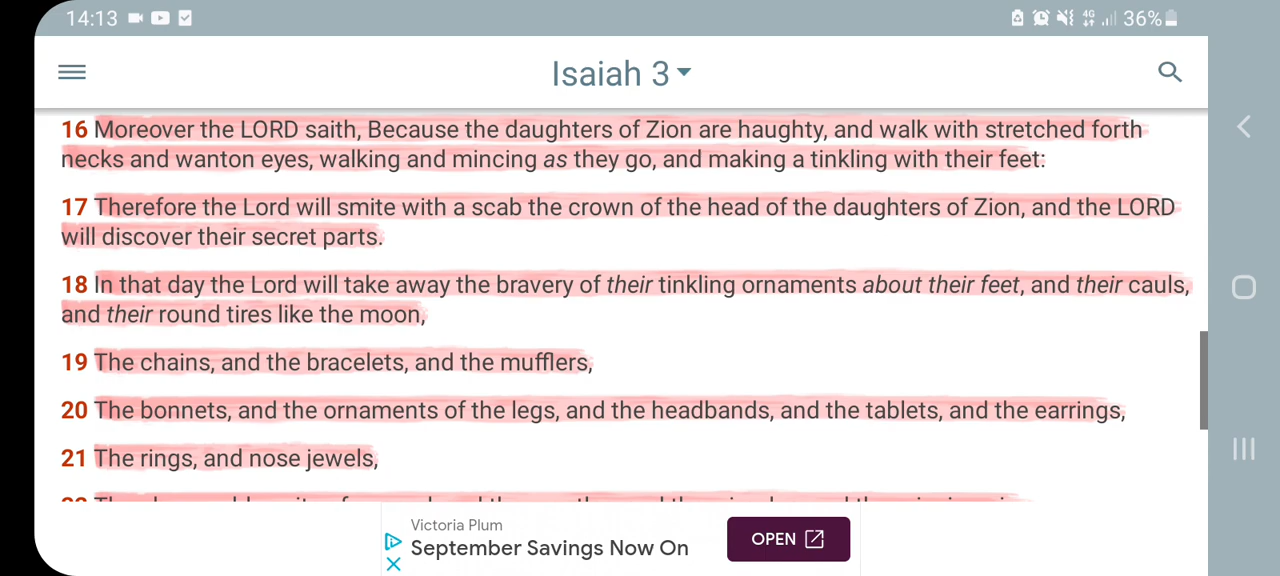 14:13
4G 36%
Isaiah 3
16 Moreover the LORD saith, Because the daughters of Zion are haughty, and walk with stretched forth
necks and wanton eyes, walking and mincing as they go, and making a tinkling with their feet:
17 Therefore the Lord will smite with a scab the crown of the head of the daughters of Zion, and the LORD
will discover their secret parts.
18 In that day the Lord will take away the bravery of their tinkling ornaments about their feet, and their cauls,
and their round tires like the moon,
19 The chains, and the bracelets, and the mufflers,
20 The bonnets, and the ornaments of the legs, and the headbands, and the tablets, and the earrings,
21 The rings, and nose jewels,
Victoria Plum
September Savings Now On
OPEN